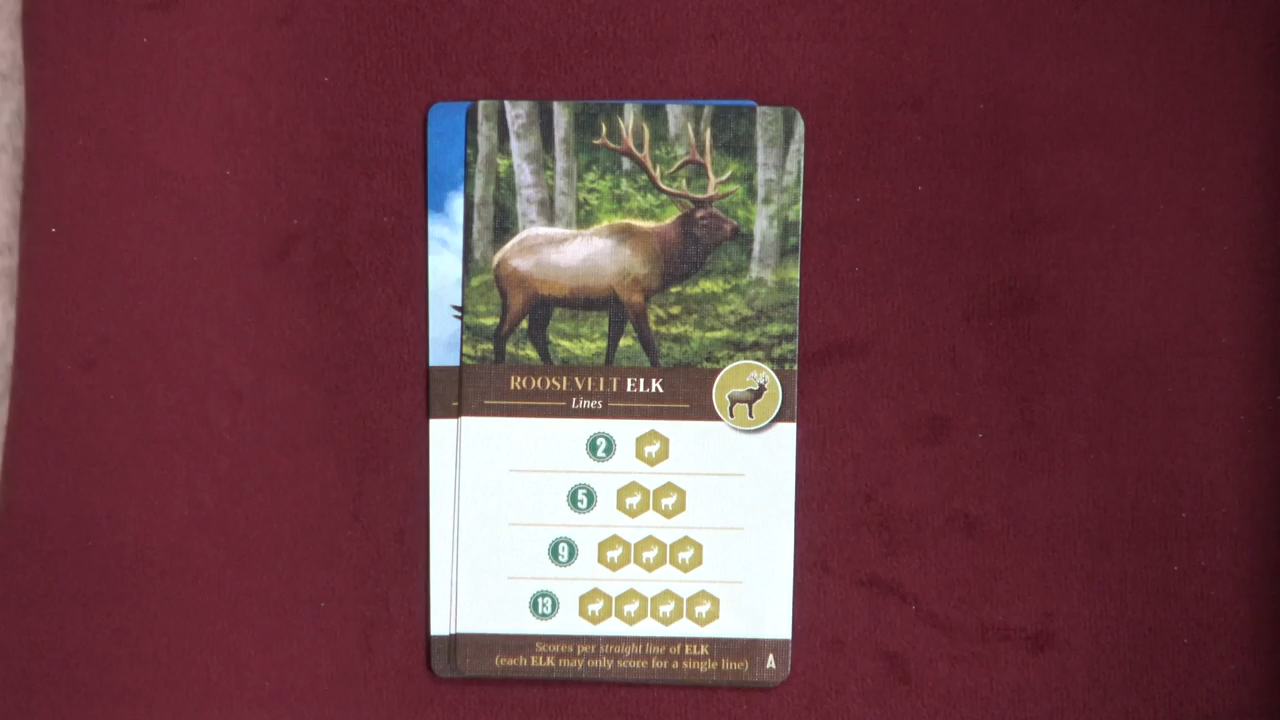 ROOSEVELT ELK
Lines
2
5
9
13
Scores per straight line of ELK
(each ELK may only score for a single line)
A